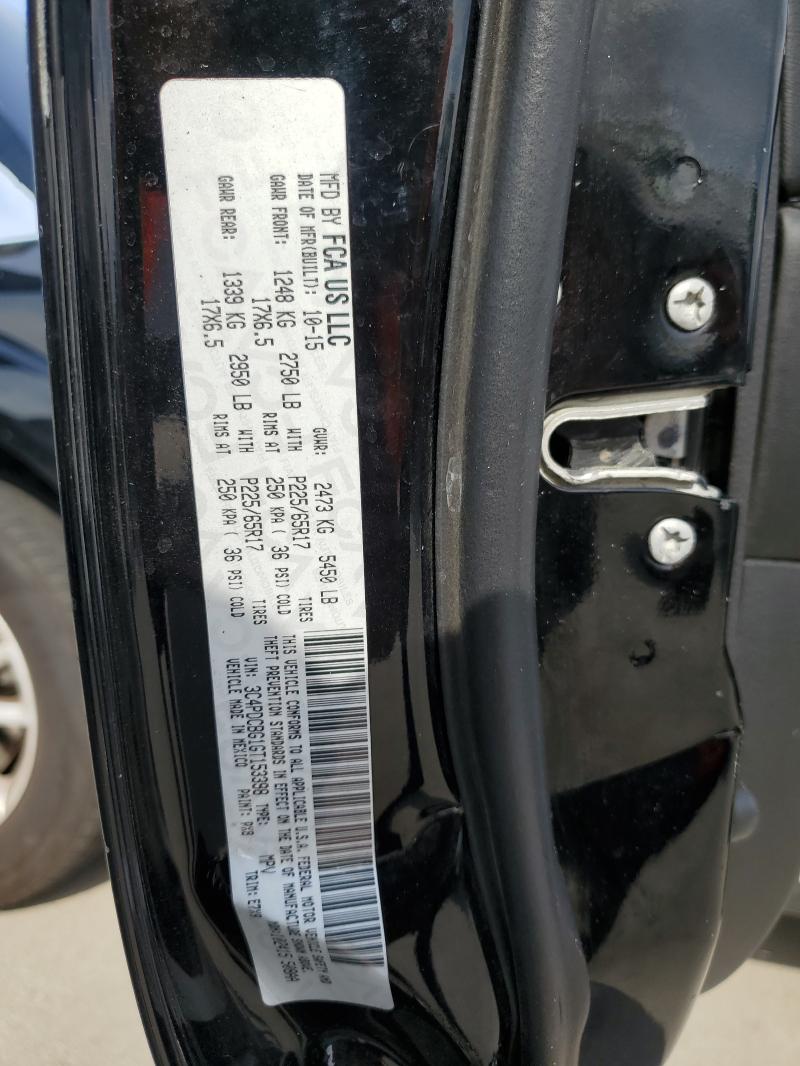 MFD BY FCA US LLC
DATE OF MFR(BUILT): 10-15 GVWR: 2473 KG 5450 LB
GAWR FRONT: 1248 KG 2750 LB WITH P225/65R17 TIRES
17X6.5 RIMS AT 250 KPA ( 36 PSI) COLD
GAWR REAR: 1339 KG 2950 LB WITH P225/65R17 TIRES
17X6.5 RIMS AT 250 KPA ( 36 PSI) COLD
THIS VEHICLE CONFORMS TO ALL APPLICABLE U.S.A. FEDERAL MOTOR VEHICLE SAFETY AND
THEFT PREVENTION STANDARDS IN EFFECT ON THE DATE OF MANUFACTURE SHOWN ABOVE.
VIN: 3C4PDCBG1GT153398 TYPE: MPV
VEHICLE MADE IN MEXICO PAINT: PX8 TRIM: